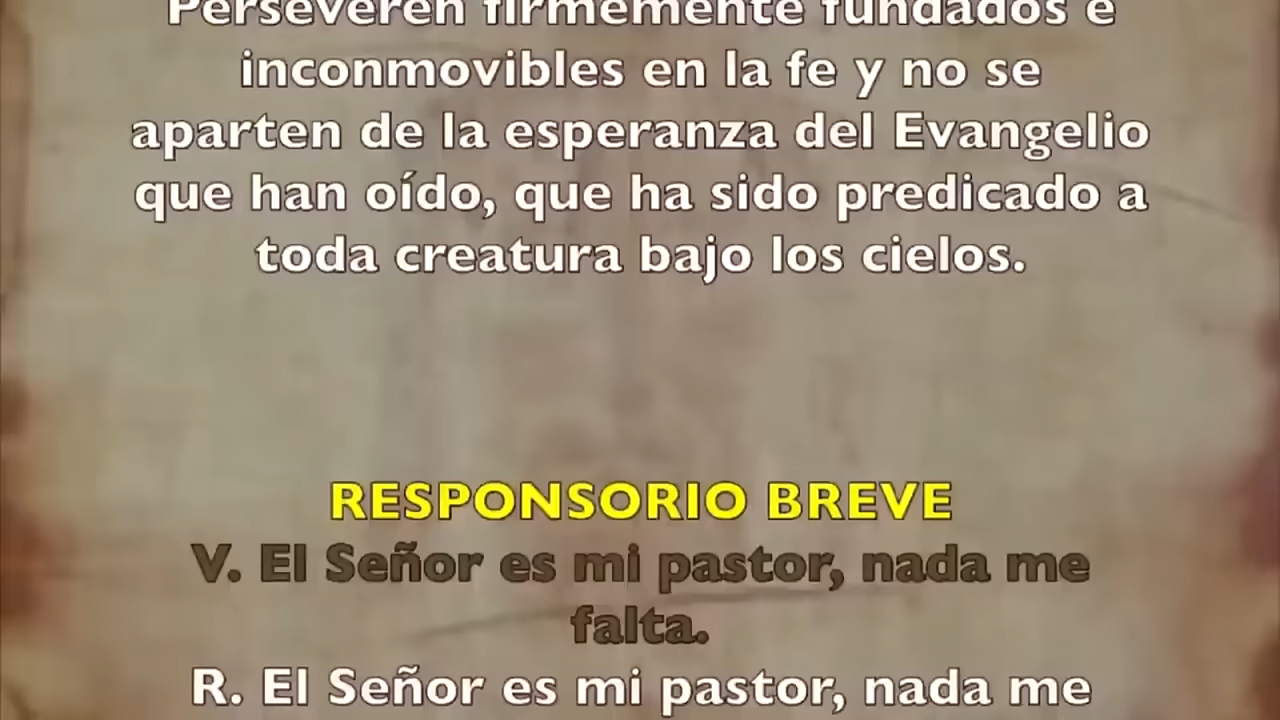 Perseveren firmemente fundados e
inconmovibles en la fe y no se
aparten de la esperanza del Evangelio
que han oído, que ha sido predicado a
toda creatura bajo los cielos.
RESPONSORIO BREVE
V. El Señor es mi pastor, nada me
falta.
R. El Señor es mi pastor, nada me